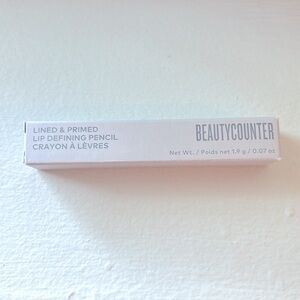 LINED & PRIMED
LIP DEFINING PENCIL
CRAYON À LÈVRES
BEAUTYCOUNTER
Net Wt. / Poids net 1.9 g / 0.07 oz